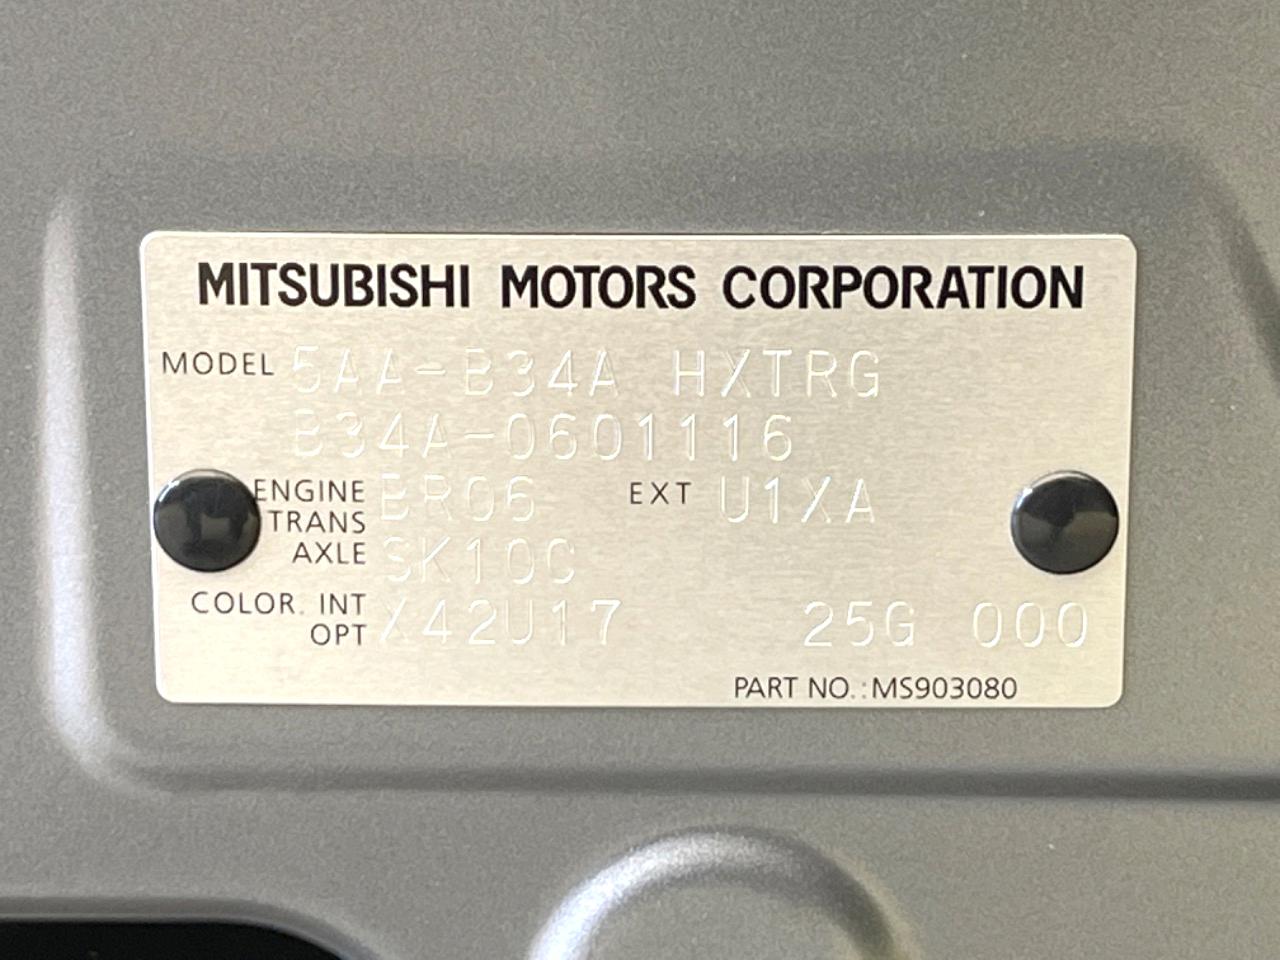 MITSUBISHI MOTORS CORPORATION
MODEL 5AA-B34A HXTRG
B34A-0601116
ENGINE BR06 EXT U1XA
TRANS
AXLE SK10C
COLOR. INT X42U17 25G 000
OPT
PART NO.:MS903080